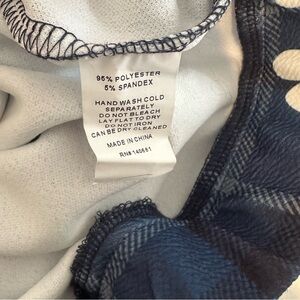 95% POLYESTER
5% SPANDEX
HAND WASH COLD
SEPARATELY
DO NOT BLEACH
LAY FLAT TO DRY
DO NOT IRON
CAN BE DRY CLEANED
MADE IN CHINA
RN# 140681